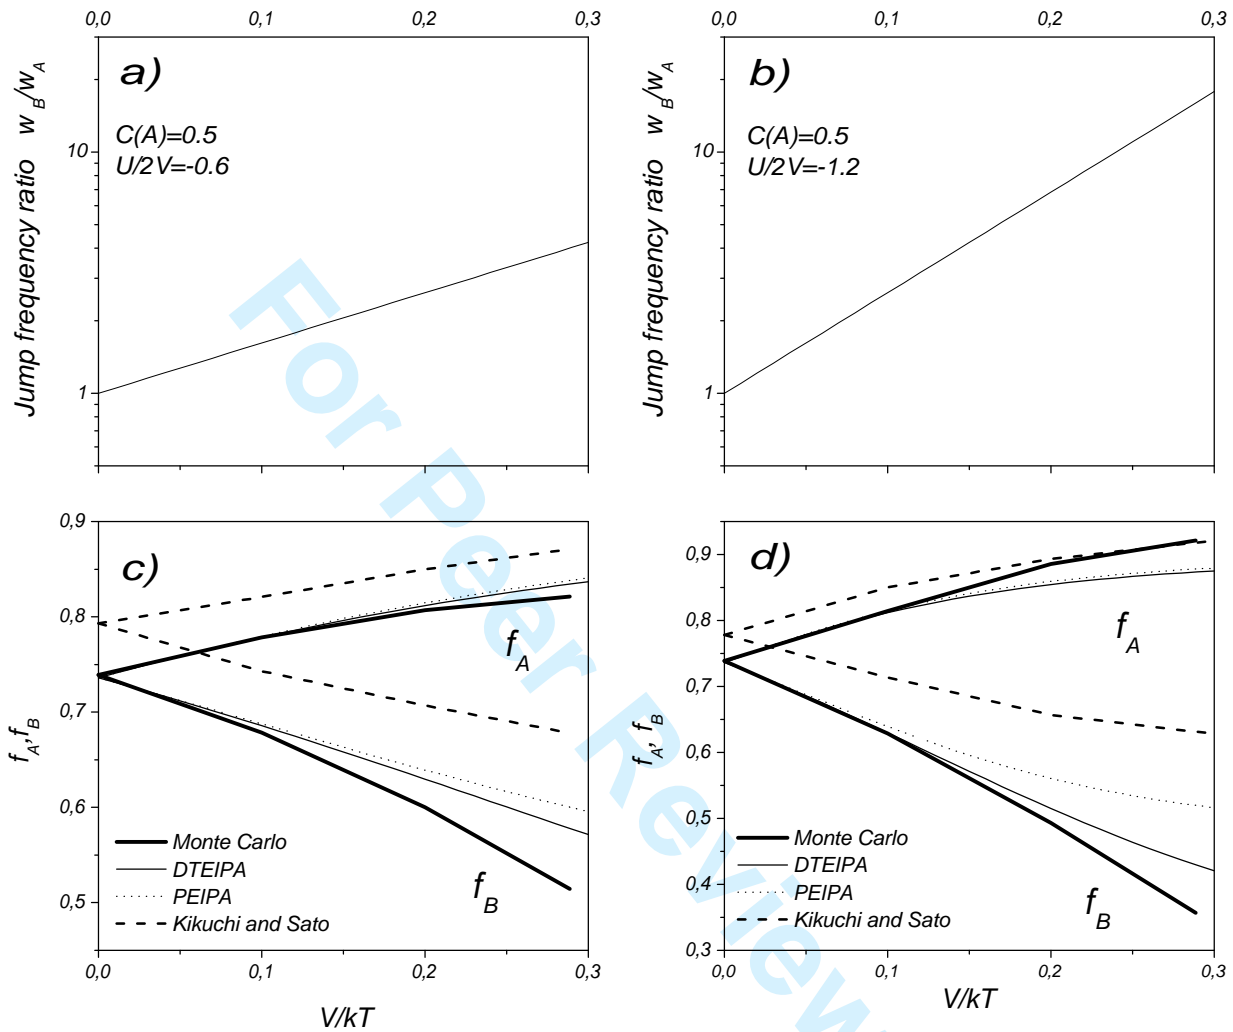 0,0 0,1 0,2 0,3
a)
C(A)=0.5
U/2V=-0.6
10
1
Jump frequency ratio w_B/w_A
0,0 0,1 0,2 0,3
b)
C(A)=0.5
U/2V=-1.2
10
1
Jump frequency ratio w_B/w_A
0,9
0,8
0,7
0,6
0,5
f_A, f_B
c)
f_A
f_B
Monte Carlo
DTEIPA
PEIPA
Kikuchi and Sato
0,0 0,1 0,2 0,3
V/kT
0,9
0,8
0,7
0,6
0,5
0,4
0,3
f_A, f_B
d)
f_A
f_B
Monte Carlo
DTEIPA
PEIPA
Kikuchi and Sato
0,0 0,1 0,2 0,3
V/kT
For Peer Review